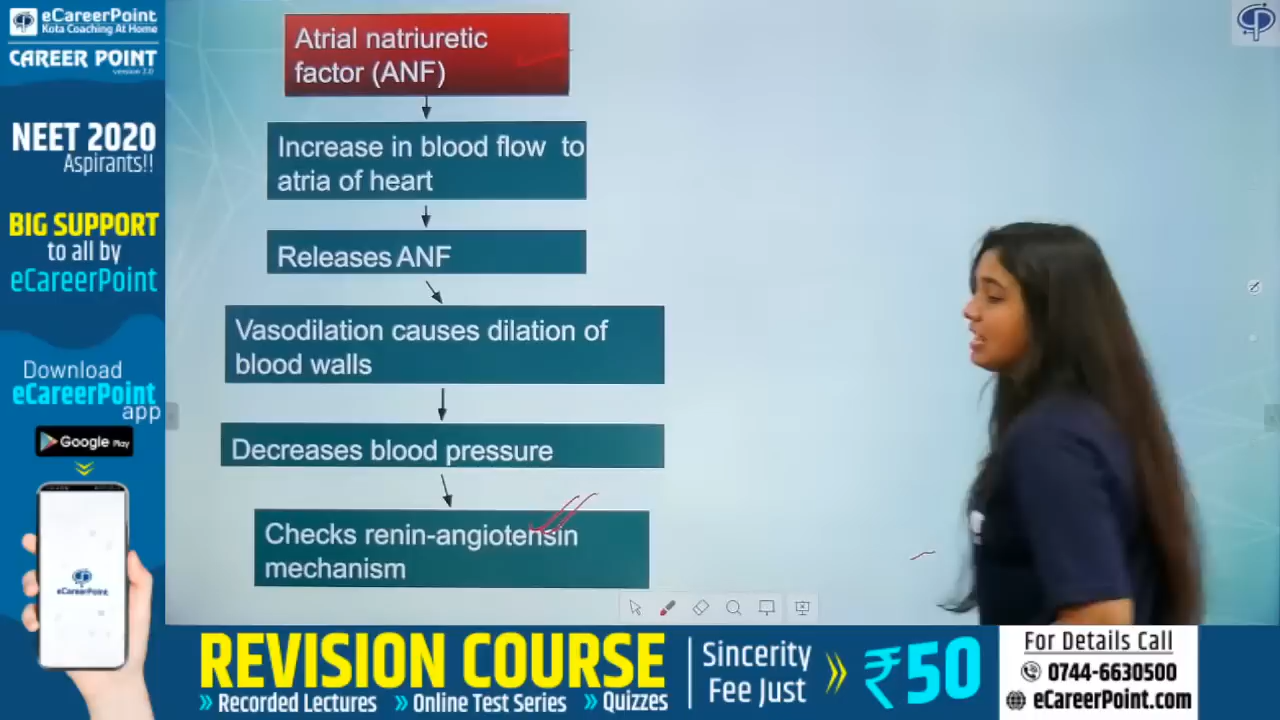 eCareerPoint
Kota Coaching At Home
CAREER POINT
version 2.0
NEET 2020
Aspirants!!
BIG SUPPORT
to all by
eCareerPoint
Download
eCareerPoint
app
Google Play
eCareerPoint
Atrial natriuretic
factor (ANF)
Increase in blood flow to
atria of heart
Releases ANF
Vasodilation causes dilation of
blood walls
Decreases blood pressure
Checks renin-angiotensin
mechanism
REVISION COURSE
» Recorded Lectures » Online Test Series » Quizzes
Sincerity
Fee Just
» ₹50
For Details Call
0744-6630500
eCareerPoint.com